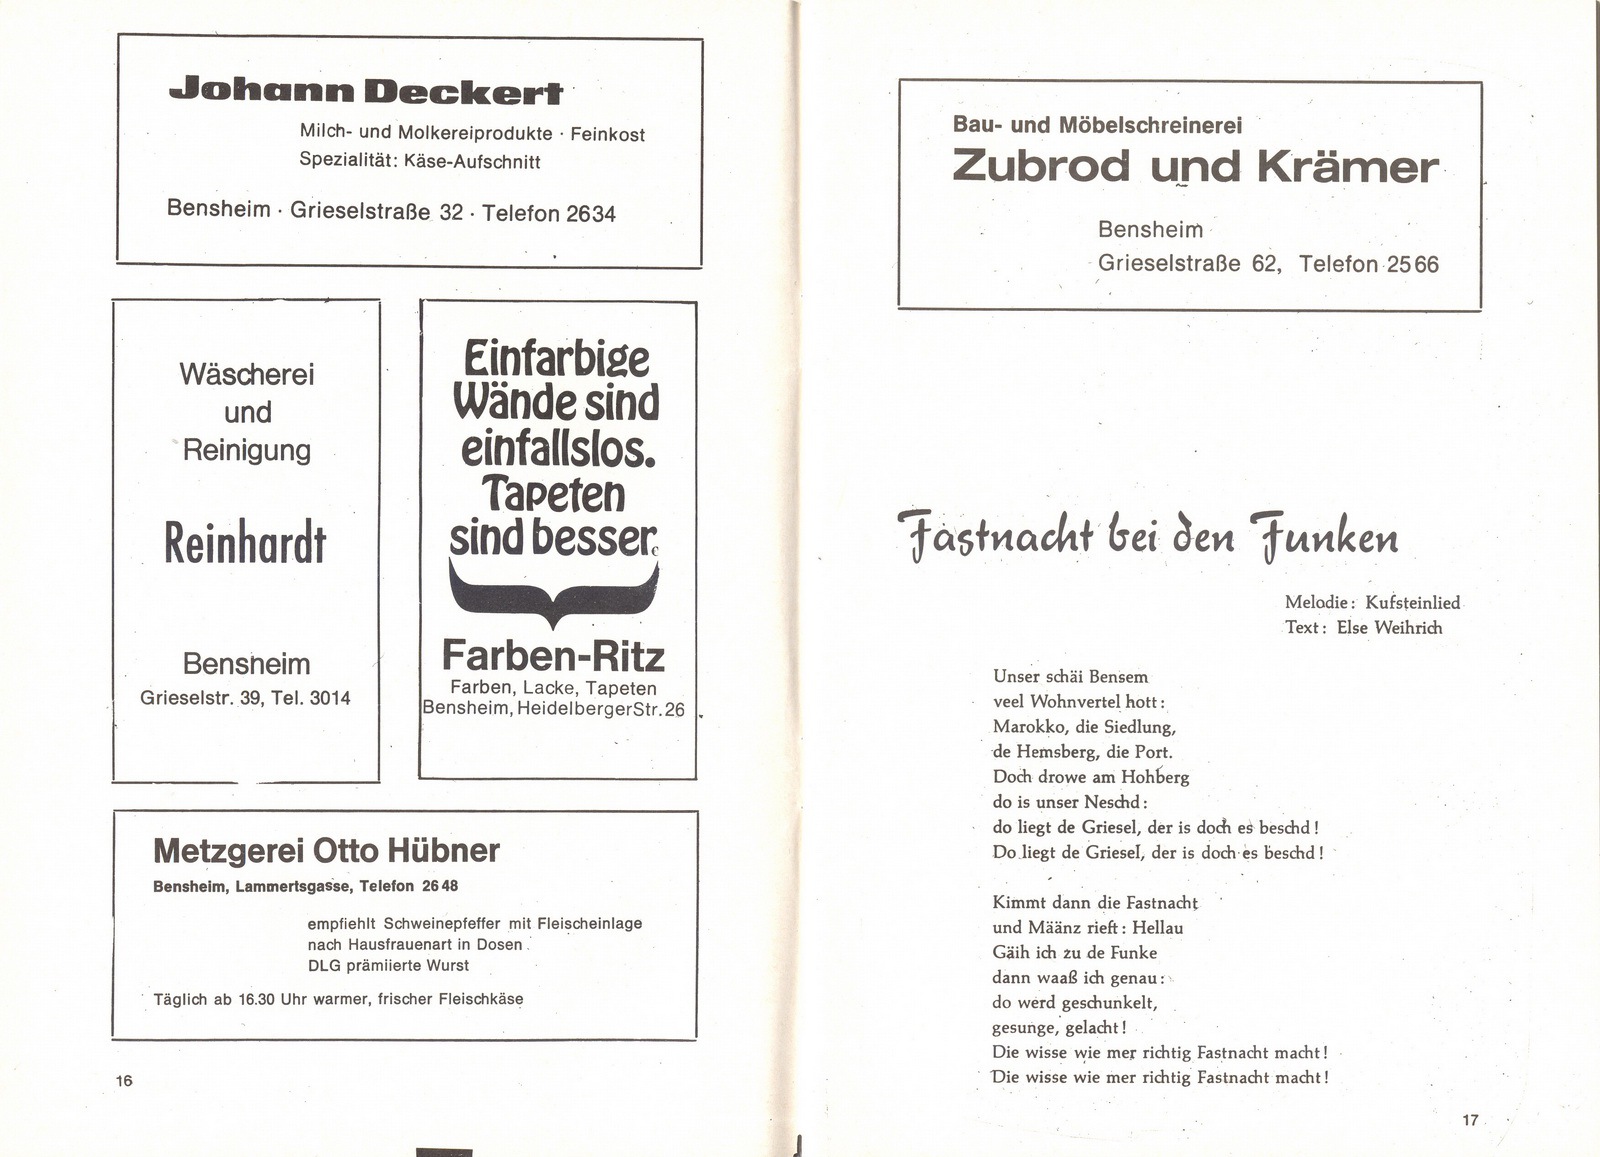 Johann Deckert
Milch- und Molkereiprodukte · Feinkost
Spezialität: Käse-Aufschnitt
Bensheim · Grieselstraße 32 · Telefon 2634
Wäscherei
und
Reinigung
Reinhardt
Bensheim
Grieselstr. 39, Tel. 3014
Einfarbige
Wände sind
einfallslos.
Tapeten
sind besser.
Farben-Ritz
Farben, Lacke, Tapeten
Bensheim, Heidelberger Str. 26
Metzgerei Otto Hübner
Bensheim, Lammertsgasse, Telefon 26 48
empfiehlt Schweinepfeffer mit Fleischeinlage
nach Hausfrauenart in Dosen
DLG prämiierte Wurst
Täglich ab 16.30 Uhr warmer, frischer Fleischkäse
16
Bau- und Möbelschreinerei
Zubrod und Krämer
Bensheim
Grieselstraße 62, Telefon 25 66
Fastnacht bei den Funken
Melodie: Kufsteinlied
Text: Else Weihrich
Unser schäi Bensem
veel Wohnvertel hott:
Marokko, die Siedlung,
de Hemsberg, die Port.
Doch drowe am Hohberg
do is unser Neschd:
do liegt de Griesel, der is doch es beschd!
Do liegt de Griesel, der is doch es beschd!
Kimmt dann die Fastnacht
und Määnz rieft: Hellau
Gäih ich zu de Funke
dann waaß ich genau:
do werd geschunkelt,
gesunge, gelacht!
Die wisse wie mer richtig Fastnacht macht!
Die wisse wie mer richtig Fastnacht macht!
17